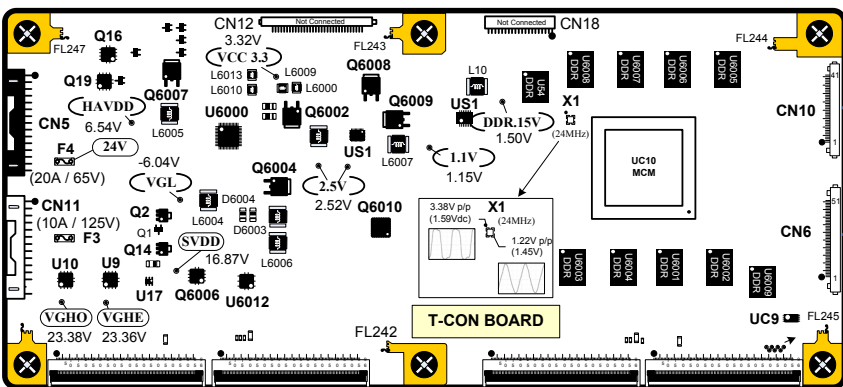 CN12
Not Connected
Not Connected
CN18
FL247
Q16
3.32V
VCC 3.3
FL243
FL244
Q19
Q6007
L6013
L6009
L6010
L6000
Q6008
L10
U54
DDR
U6008
DDR
U6007
DDR
U6006
DDR
U6005
DDR
41
CN10
1
HAVDD
6.54V
L6005
U6000
Q6002
Q6009
US1
DDR.15V
1.50V
X1
(24MHz)
CN5
F4
24V
(20A / 65V)
US1
L6007
1.1V
1.15V
UC10
MCM
-6.04V
VGL
Q6004
2.5V
2.52V
CN11
(10A / 125V)
F3
Q2
Q1
Q14
L6004
D6004
D6003
L6006
Q6010
3.38V p/p
(1.59Vdc)
X1
(24MHz)
1.22V p/p
(1.45V)
51
CN6
1
SVDD
16.87V
U10
U9
U17
Q6006
U6012
U6003
DDR
U6004
DDR
U6001
DDR
U6002
DDR
U6009
DDR
VGHO
23.38V
VGHE
23.36V
FL242
T-CON BOARD
UC9
FL245